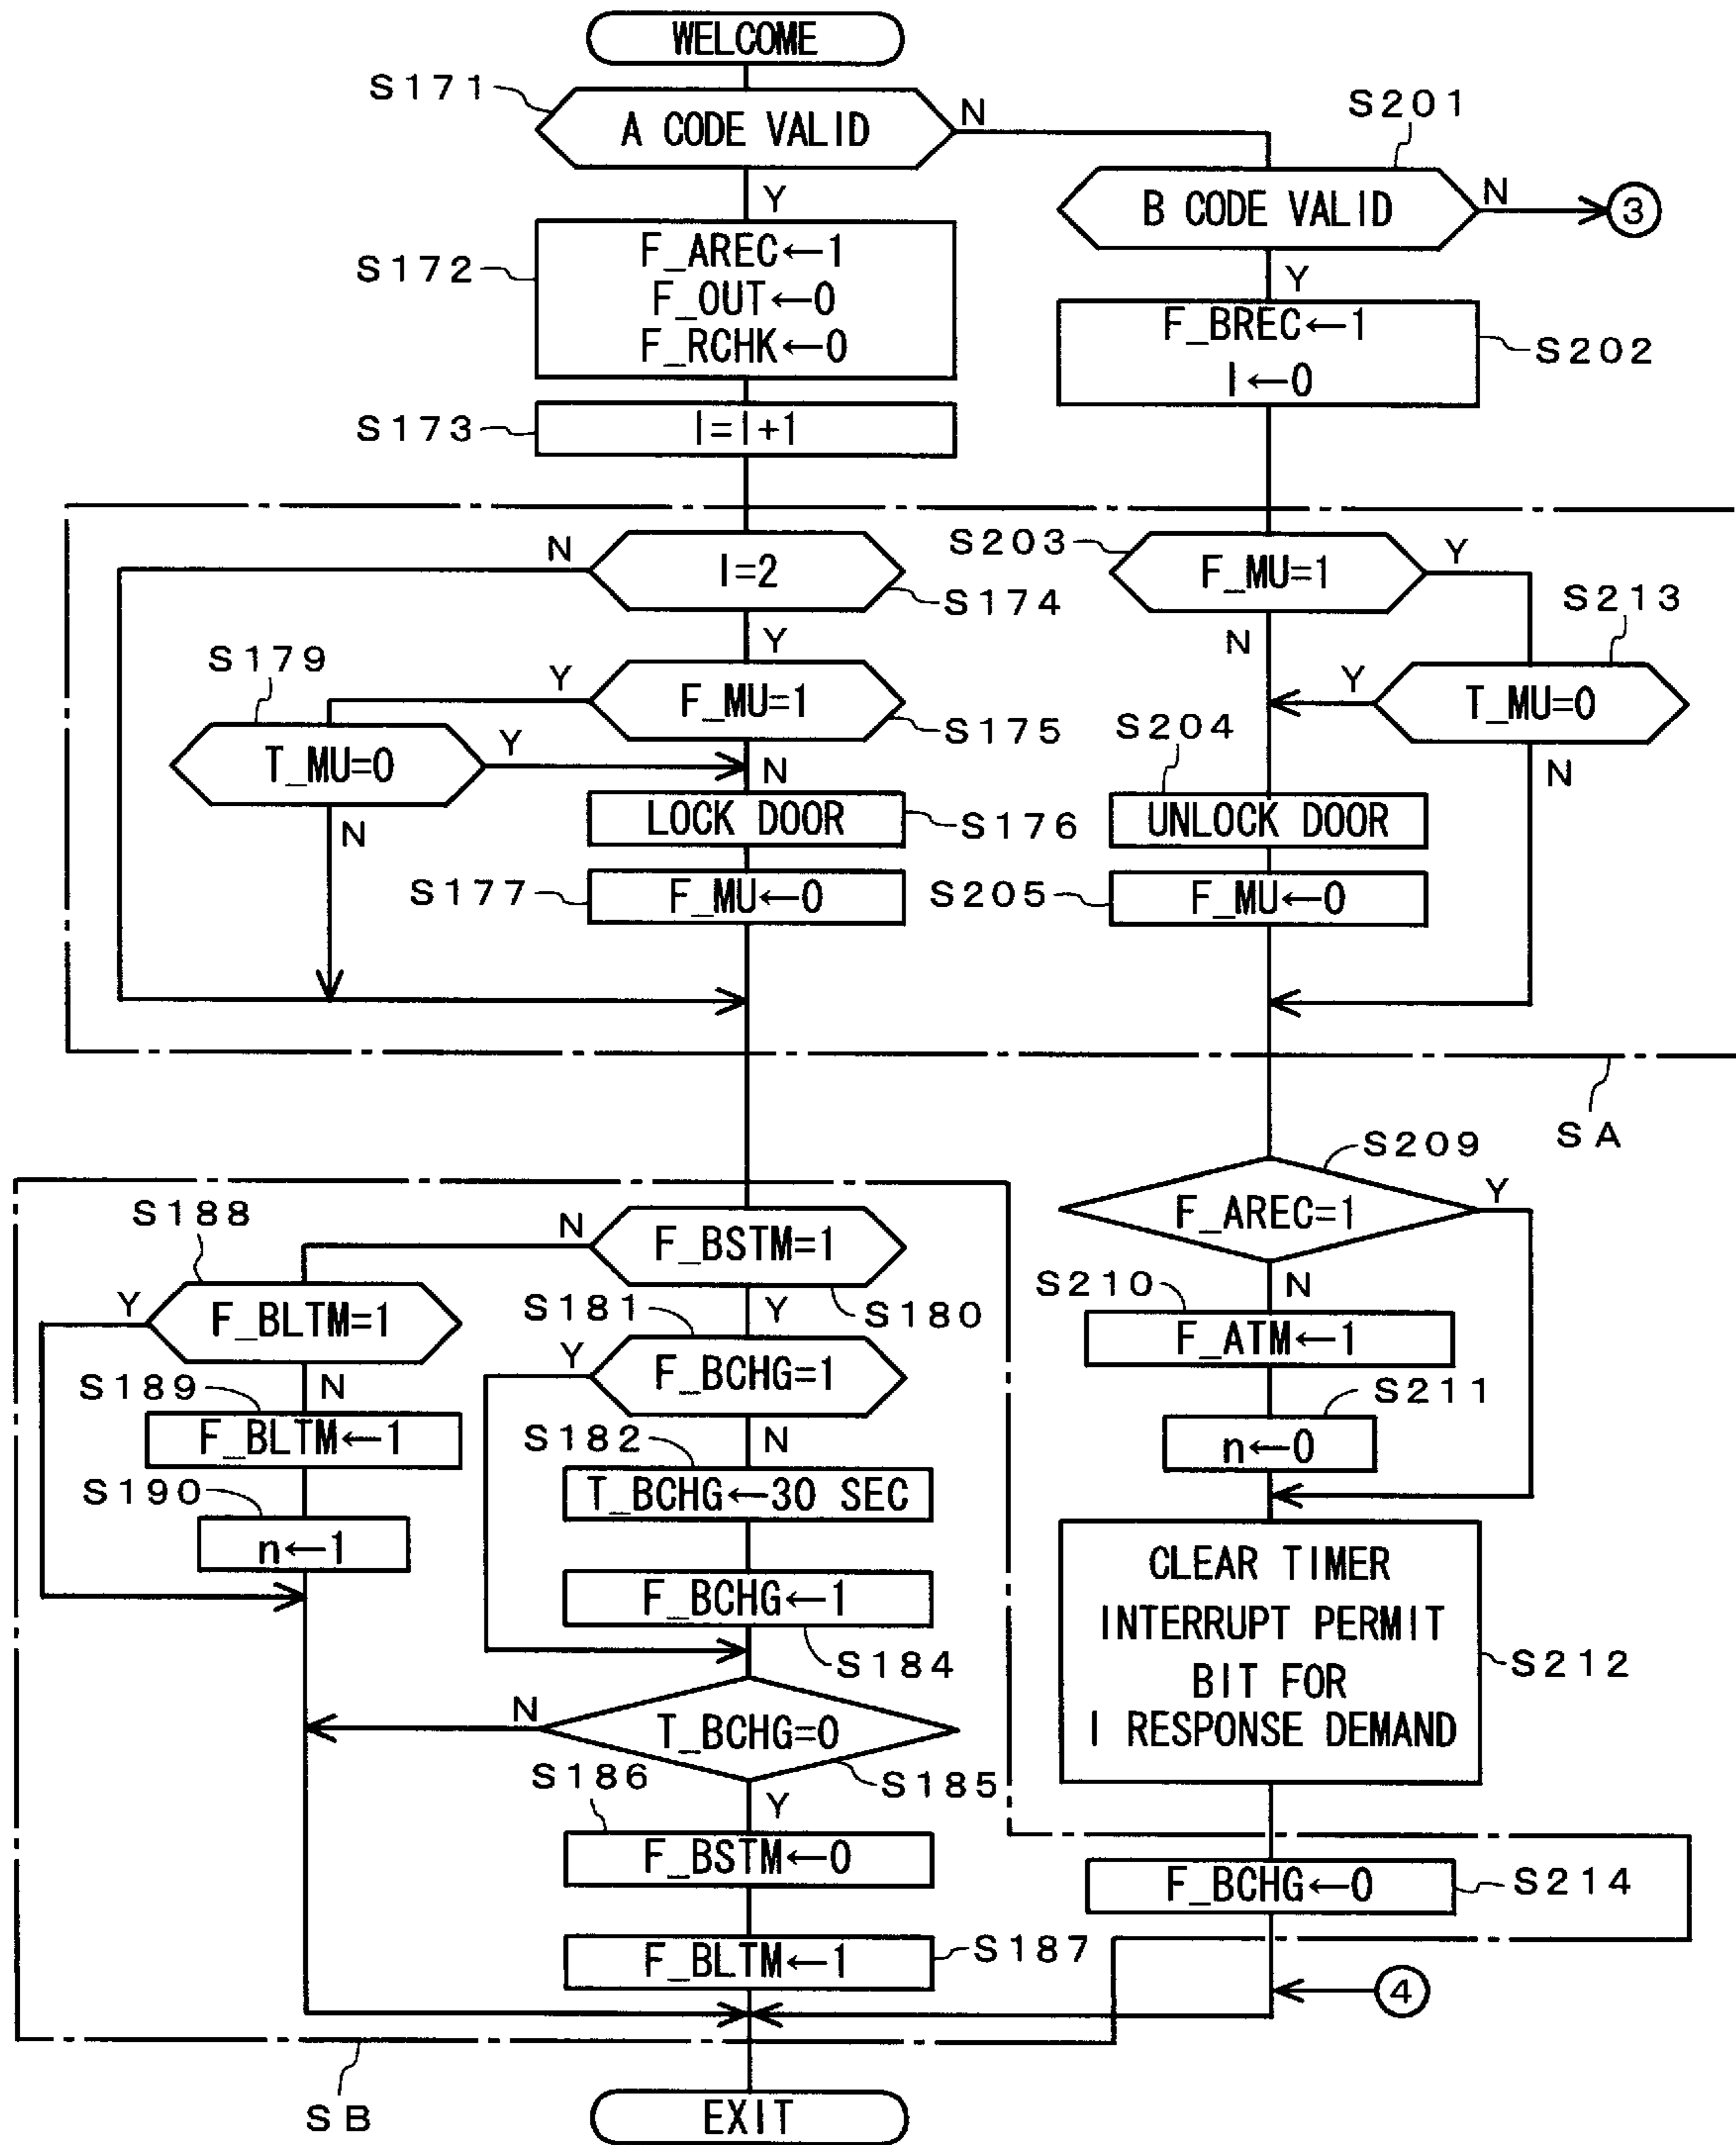 WELCOME
S171
A CODE VALID
N
S201
B CODE VALID
N
3
Y
Y
S172
F_AREC←1
F_OUT←0
F_RCHK←0
F_BREC←1
I←0
S202
S173
I=I+1
N
I=2
S174
S203
F_MU=1
Y
S213
Y
N
S179
Y
F_MU=1
S175
Y
T_MU=0
T_MU=0
Y
N
S204
N
N
LOCK DOOR
S176
UNLOCK DOOR
S177
F_MU←0
S205
F_MU←0
SA
S209
F_AREC=1
Y
S188
N
F_BSTM=1
S180
N
S210
Y
F_BLTM=1
S181
Y
F_ATM←1
Y
F_BCHG=1
S189
N
S211
F_BLTM←1
S182
N
n←0
S190
T_BCHG←30 SEC
n←1
F_BCHG←1
S184
CLEAR TIMER
INTERRUPT PERMIT
BIT FOR
I RESPONSE DEMAND
S212
N
T_BCHG=0
S185
S186
Y
F_BSTM←0
F_BCHG←0
S214
F_BLTM←1
S187
4
SB
EXIT